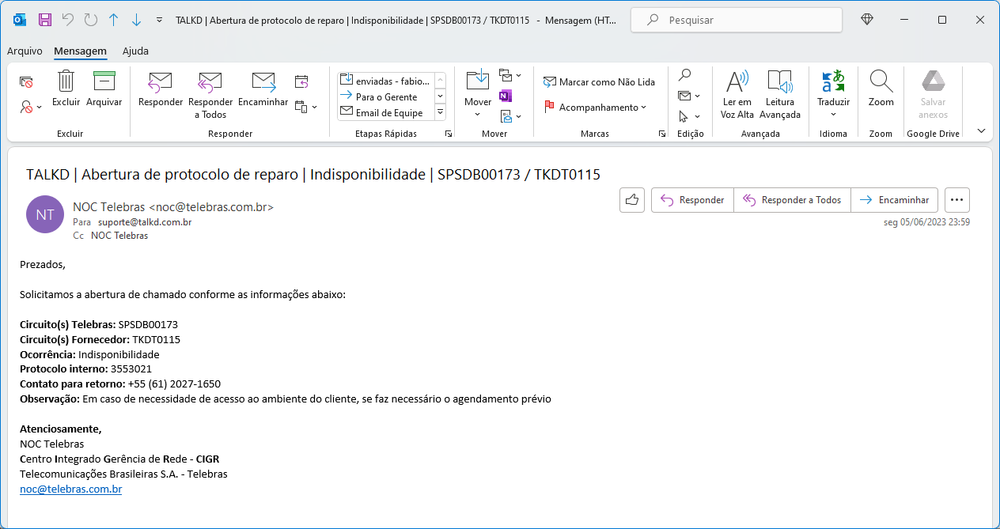 TALKD | Abertura de protocolo de reparo | Indisponibilidade | SPSDB00173 / TKDT0115 - Mensagem (HT...
Pesquisar
Arquivo Mensagem Ajuda
Excluir Arquivar
Excluir
Responder Responder a Todos Encaminhar
Responder
enviadas - fabio...
Para o Gerente
Email de Equipe
Etapas Rápidas
Mover
Mover
Marcar como Não Lida
Acompanhamento
Marcas
Edição
Ler em Voz Alta Leitura Avançada
Avançada
Traduzir
Idioma
Zoom
Zoom
Salvar anexos
Google Drive
TALKD | Abertura de protocolo de reparo | Indisponibilidade | SPSDB00173 / TKDT0115
NT
NOC Telebras <noc@telebras.com.br>
Para suporte@talkd.com.br
Cc NOC Telebras
Responder Responder a Todos Encaminhar
seg 05/06/2023 23:59
Prezados,
Solicitamos a abertura de chamado conforme as informações abaixo:
Circuito(s) Telebras: SPSDB00173
Circuito(s) Fornecedor: TKDT0115
Ocorrência: Indisponibilidade
Protocolo interno: 3553021
Contato para retorno: +55 (61) 2027-1650
Observação: Em caso de necessidade de acesso ao ambiente do cliente, se faz necessário o agendamento prévio
Atenciosamente,
NOC Telebras
Centro Integrado Gerência de Rede - CIGR
Telecomunicações Brasileiras S.A. - Telebras
noc@telebras.com.br